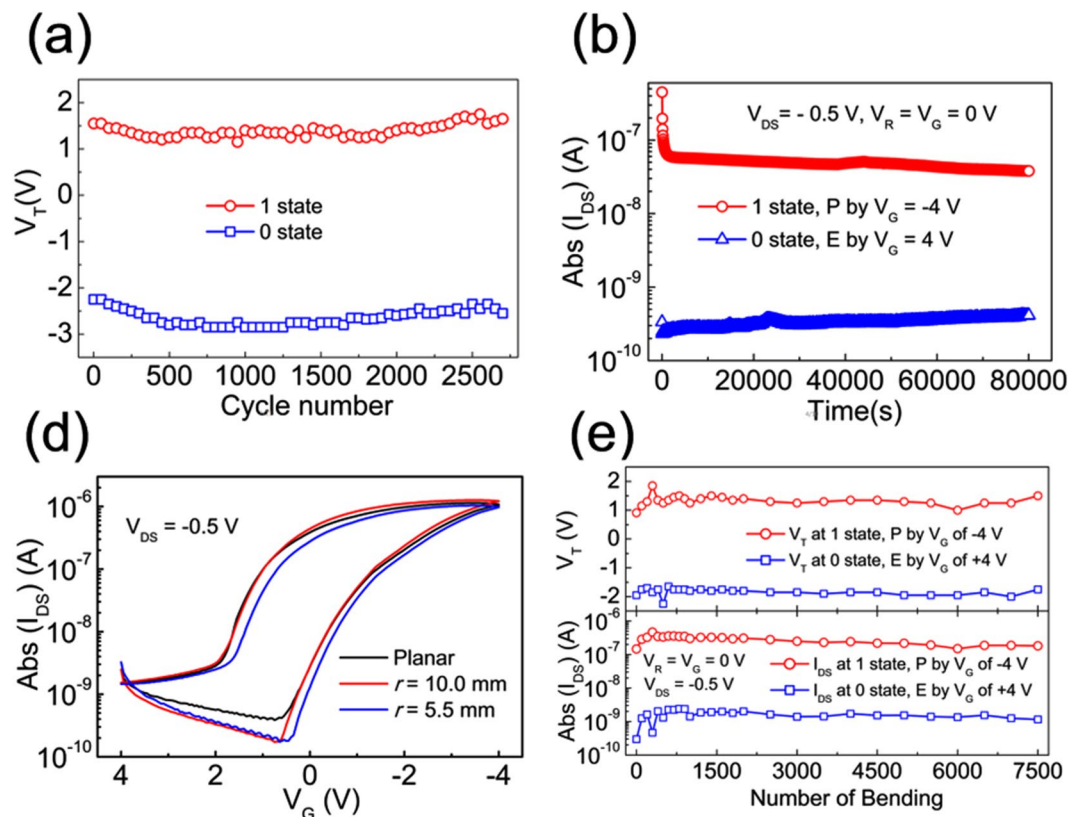 (a)
2
1
0
-1
-2
-3
V_T(V)
1 state
0 state
0 500 1000 1500 2000 2500
Cycle number
(b)
10^-7
10^-8
10^-9
10^-10
Abs (I_DS) (A)
V_DS= - 0.5 V, V_R = V_G = 0 V
1 state, P by V_G = -4 V
0 state, E by V_G = 4 V
0 20000 40000 60000 80000
Time(s)
(d)
10^-6
10^-7
10^-8
10^-9
10^-10
Abs (I_DS) (A)
V_DS = -0.5 V
Planar
r = 10.0 mm
r = 5.5 mm
4 2 0 -2 -4
V_G (V)
(e)
2
1
0
-1
-2
V_T (V)
V_T at 1 state, P by V_G of -4 V
V_T at 0 state, E by V_G of +4 V
10^-6
10^-7
10^-8
10^-9
10^-10
Abs (I_DS) (A)
V_R = V_G = 0 V
V_DS = -0.5 V
I_DS at 1 state, P by V_G of -4 V
I_DS at 0 state, E by V_G of +4 V
0 1500 3000 4500 6000 7500
Number of Bending